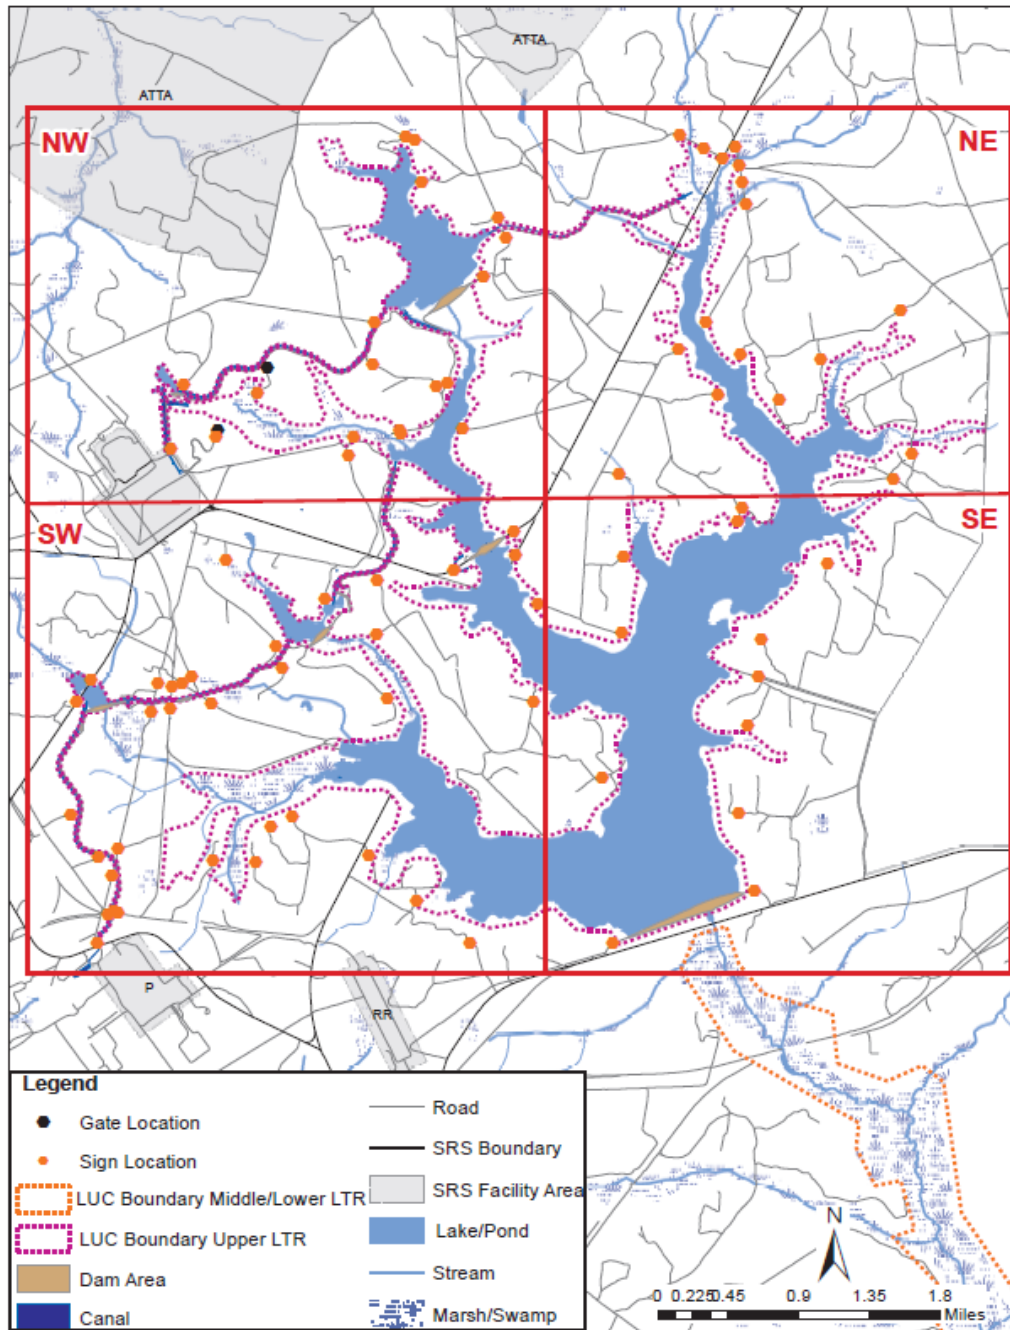 ATTA
ATTA
NW
NE
SW
SE
P
RR
Legend
Gate Location
Sign Location
LUC Boundary Middle/Lower LTR
LUC Boundary Upper LTR
Dam Area
Canal
Road
SRS Boundary
SRS Facility Area
Lake/Pond
Stream
Marsh/Swamp
N
0 0.225 0.45 0.9 1.35 1.8
Miles